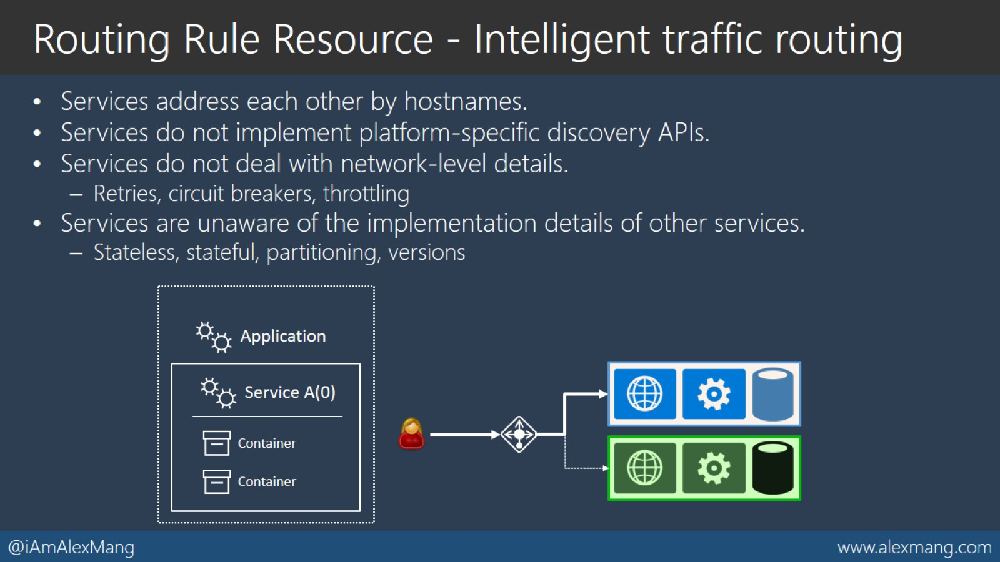 Routing Rule Resource - Intelligent traffic routing
• Services address each other by hostnames.
• Services do not implement platform-specific discovery APIs.
• Services do not deal with network-level details.
– Retries, circuit breakers, throttling
• Services are unaware of the implementation details of other services.
– Stateless, stateful, partitioning, versions
Application
Service A(0)
Container
Container
@iAmAlexMang
www.alexmang.com